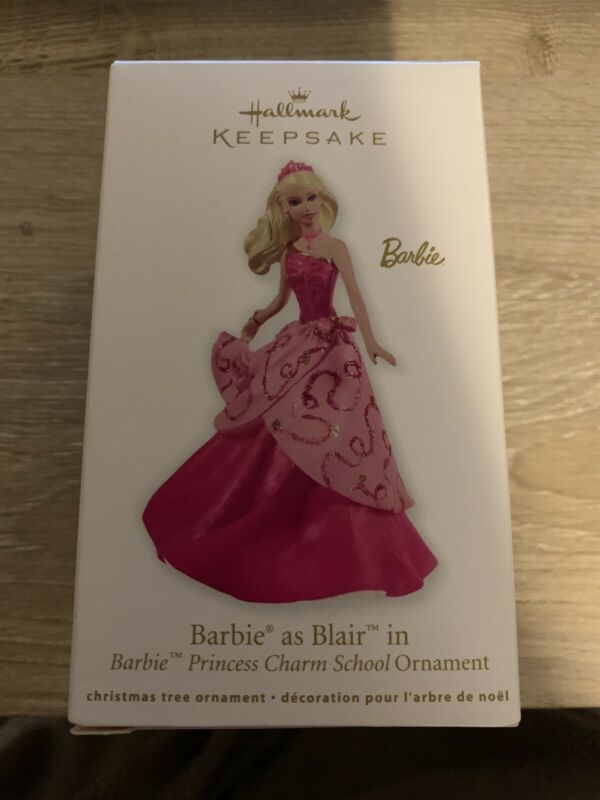 Hallmark
KEEPSAKE
Barbie
Barbie® as Blair™ in
Barbie™ Princess Charm School Ornament
christmas tree ornament • décoration pour l'arbre de noël